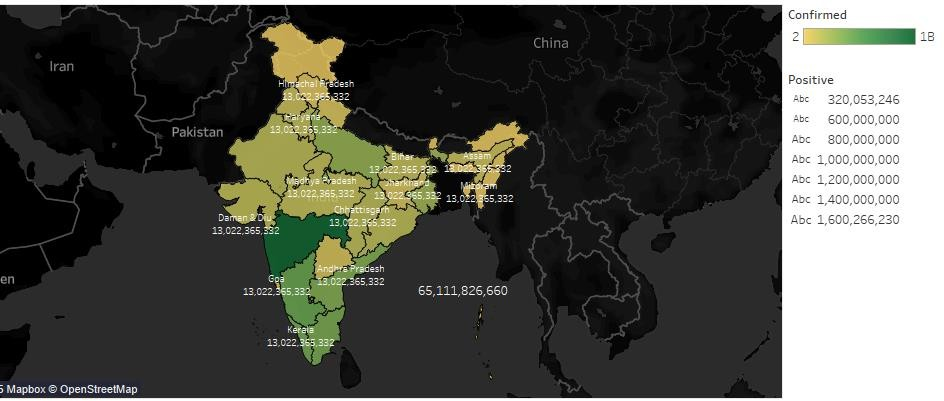 China
Iran
Pakistan
Himachal Pradesh
13,022,365,332
Haryana
13,022,365,332
Bihar
13,022,365,332
Assam
13,022,365,332
Madhya Pradesh
13,022,365,332
Jharkhand
13,022,365,332
Mizoram
13,022,365,332
Chhattisgarh
13,022,365,332
Daman & Diu
13,022,365,332
Andhra Pradesh
13,022,365,332
Goa
13,022,365,332
65,111,826,660
Kerala
13,022,365,332
en
5 Mapbox © OpenStreetMap
Confirmed
2 1B
Positive
Abc 320,053,246
Abc 600,000,000
Abc 800,000,000
Abc 1,000,000,000
Abc 1,200,000,000
Abc 1,400,000,000
Abc 1,600,266,230